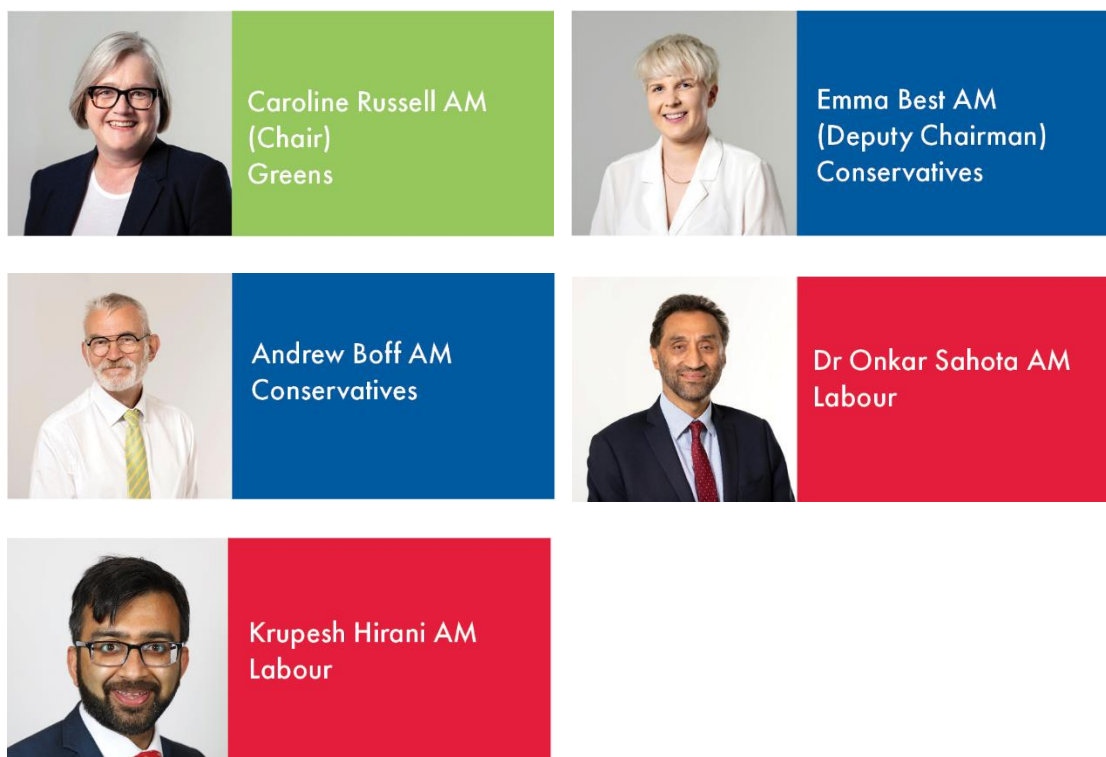 Caroline Russell AM
(Chair)
Greens
Emma Best AM
(Deputy Chairman)
Conservatives
Andrew Boff AM
Conservatives
Dr Onkar Sahota AM
Labour
Krupesh Hirani AM
Labour